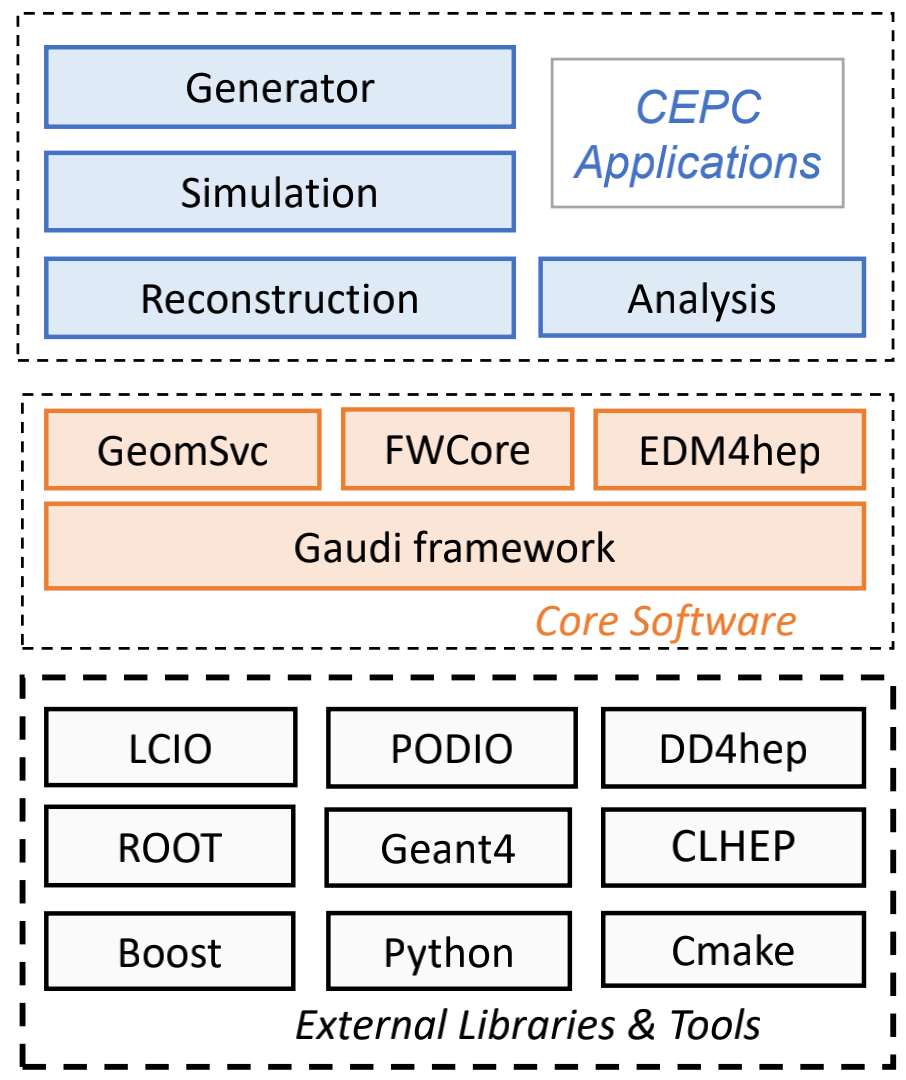 Generator
CEPC
Applications
Simulation
Reconstruction
Analysis
GeomSvc
FWCore
EDM4hep
Gaudi framework
Core Software
LCIO
PODIO
DD4hep
ROOT
Geant4
CLHEP
Boost
Python
Cmake
External Libraries & Tools